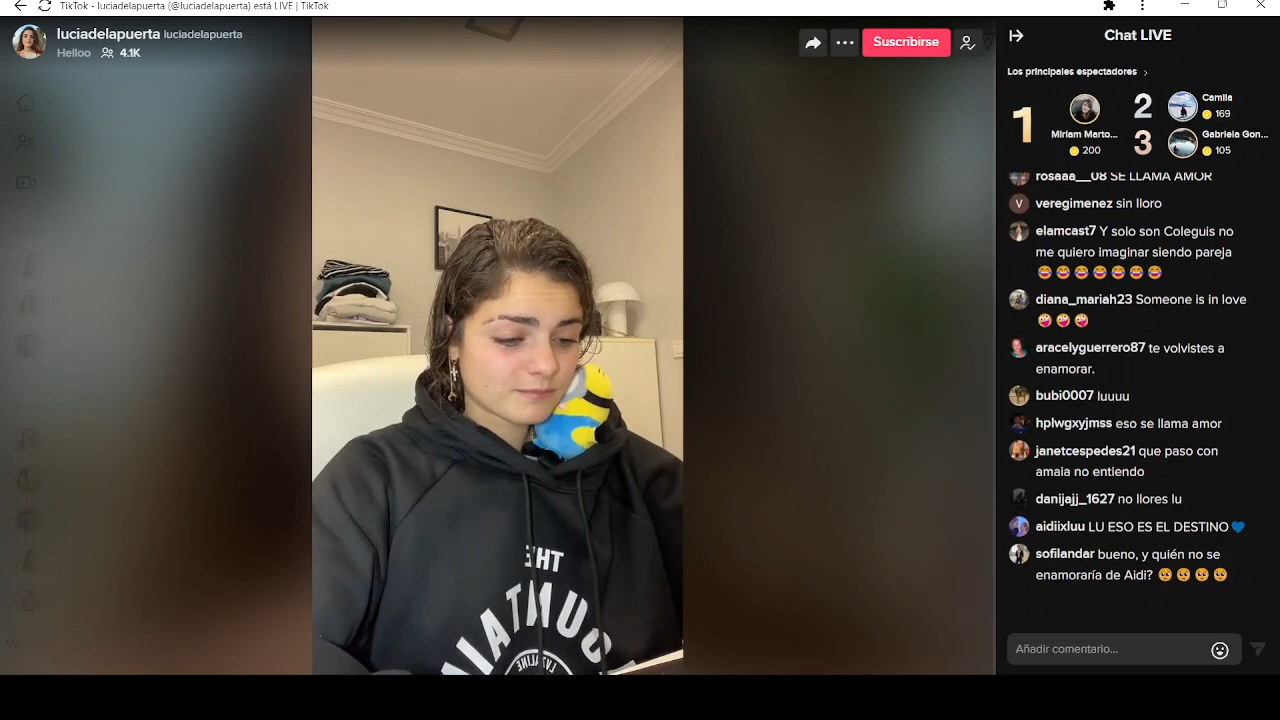 TikTok - luciadelapuerta (@luciadelapuerta) está LIVE | TikTok
luciadelapuerta luciadelapuerta
Helloo 4.1K
Suscribirse
Chat LIVE
Los principales espectadores
1
Miriam Marto...
200
2
Camila
169
3
Gabriela Gon...
105
rosaaa__08 SE LLAMA AMOR
V
veregimenez sin lloro
elamcast7 Y solo son Coleguis no
me quiero imaginar siendo pareja
😂😂😂😂😂😂😂
diana_mariah23 Someone is in love
🤪🤪🤪
aracelyguerrero87 te volvistes a
enamorar.
bubi0007 luuuu
hplwgxyjmss eso se llama amor
janetcespedes21 que paso con
amaia no entiendo
danijajj_1627 no llores lu
aidiixluu LU ESO ES EL DESTINO 💙
sofilandar bueno, y quién no se
enamoraría de Aidi? 🥺🥺🥺🥺
Añadir comentario...
THE